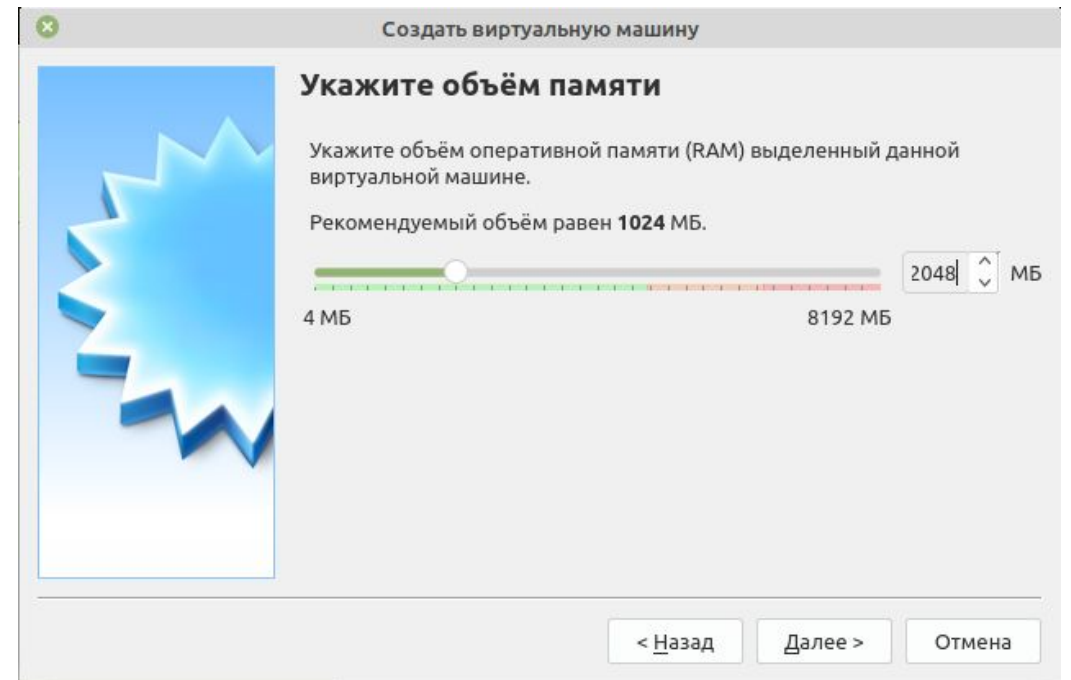 Создать виртуальную машину
Укажите объём памяти
Укажите объём оперативной памяти (RAM) выделенный данной
виртуальной машине.
Рекомендуемый объём равен 1024 МБ.
2048 МБ
4 МБ 8192 МБ
< Назад Далее > Отмена